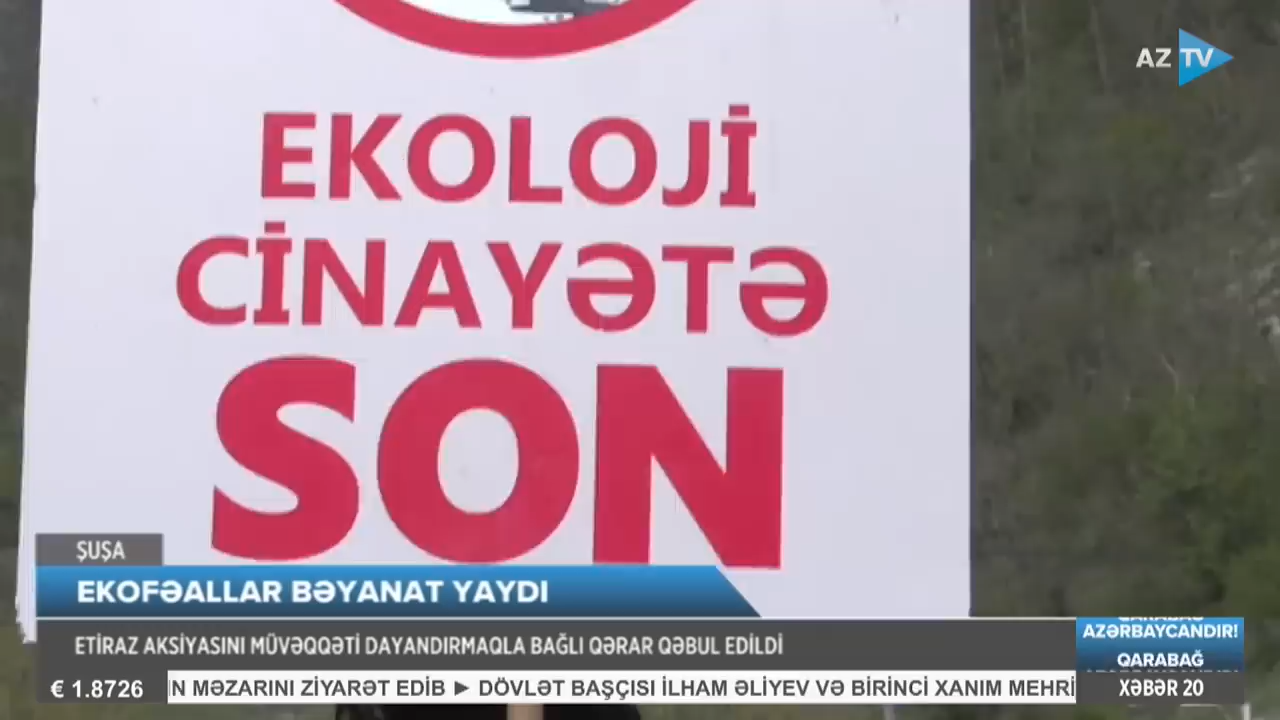 AZ TV
EKOLOJİ
CİNAYƏTƏ
SON
ŞUŞA
EKOFƏALLAR BƏYANAT YAYDI
ETİRAZ AKSİYASINI MÜVƏQQƏTİ DAYANDIRMAQLA BAĞLI QƏRAR QƏBUL EDİLDİ
AZƏRBAYCANDIR!
QARABAĞ
€ 1.8726
MƏZARINI ZİYARƏT EDİB ► DÖVLƏT BAŞÇISI İLHAM ƏLİYEV VƏ BİRİNCİ XANIM MEHRİ
XƏBƏR 20